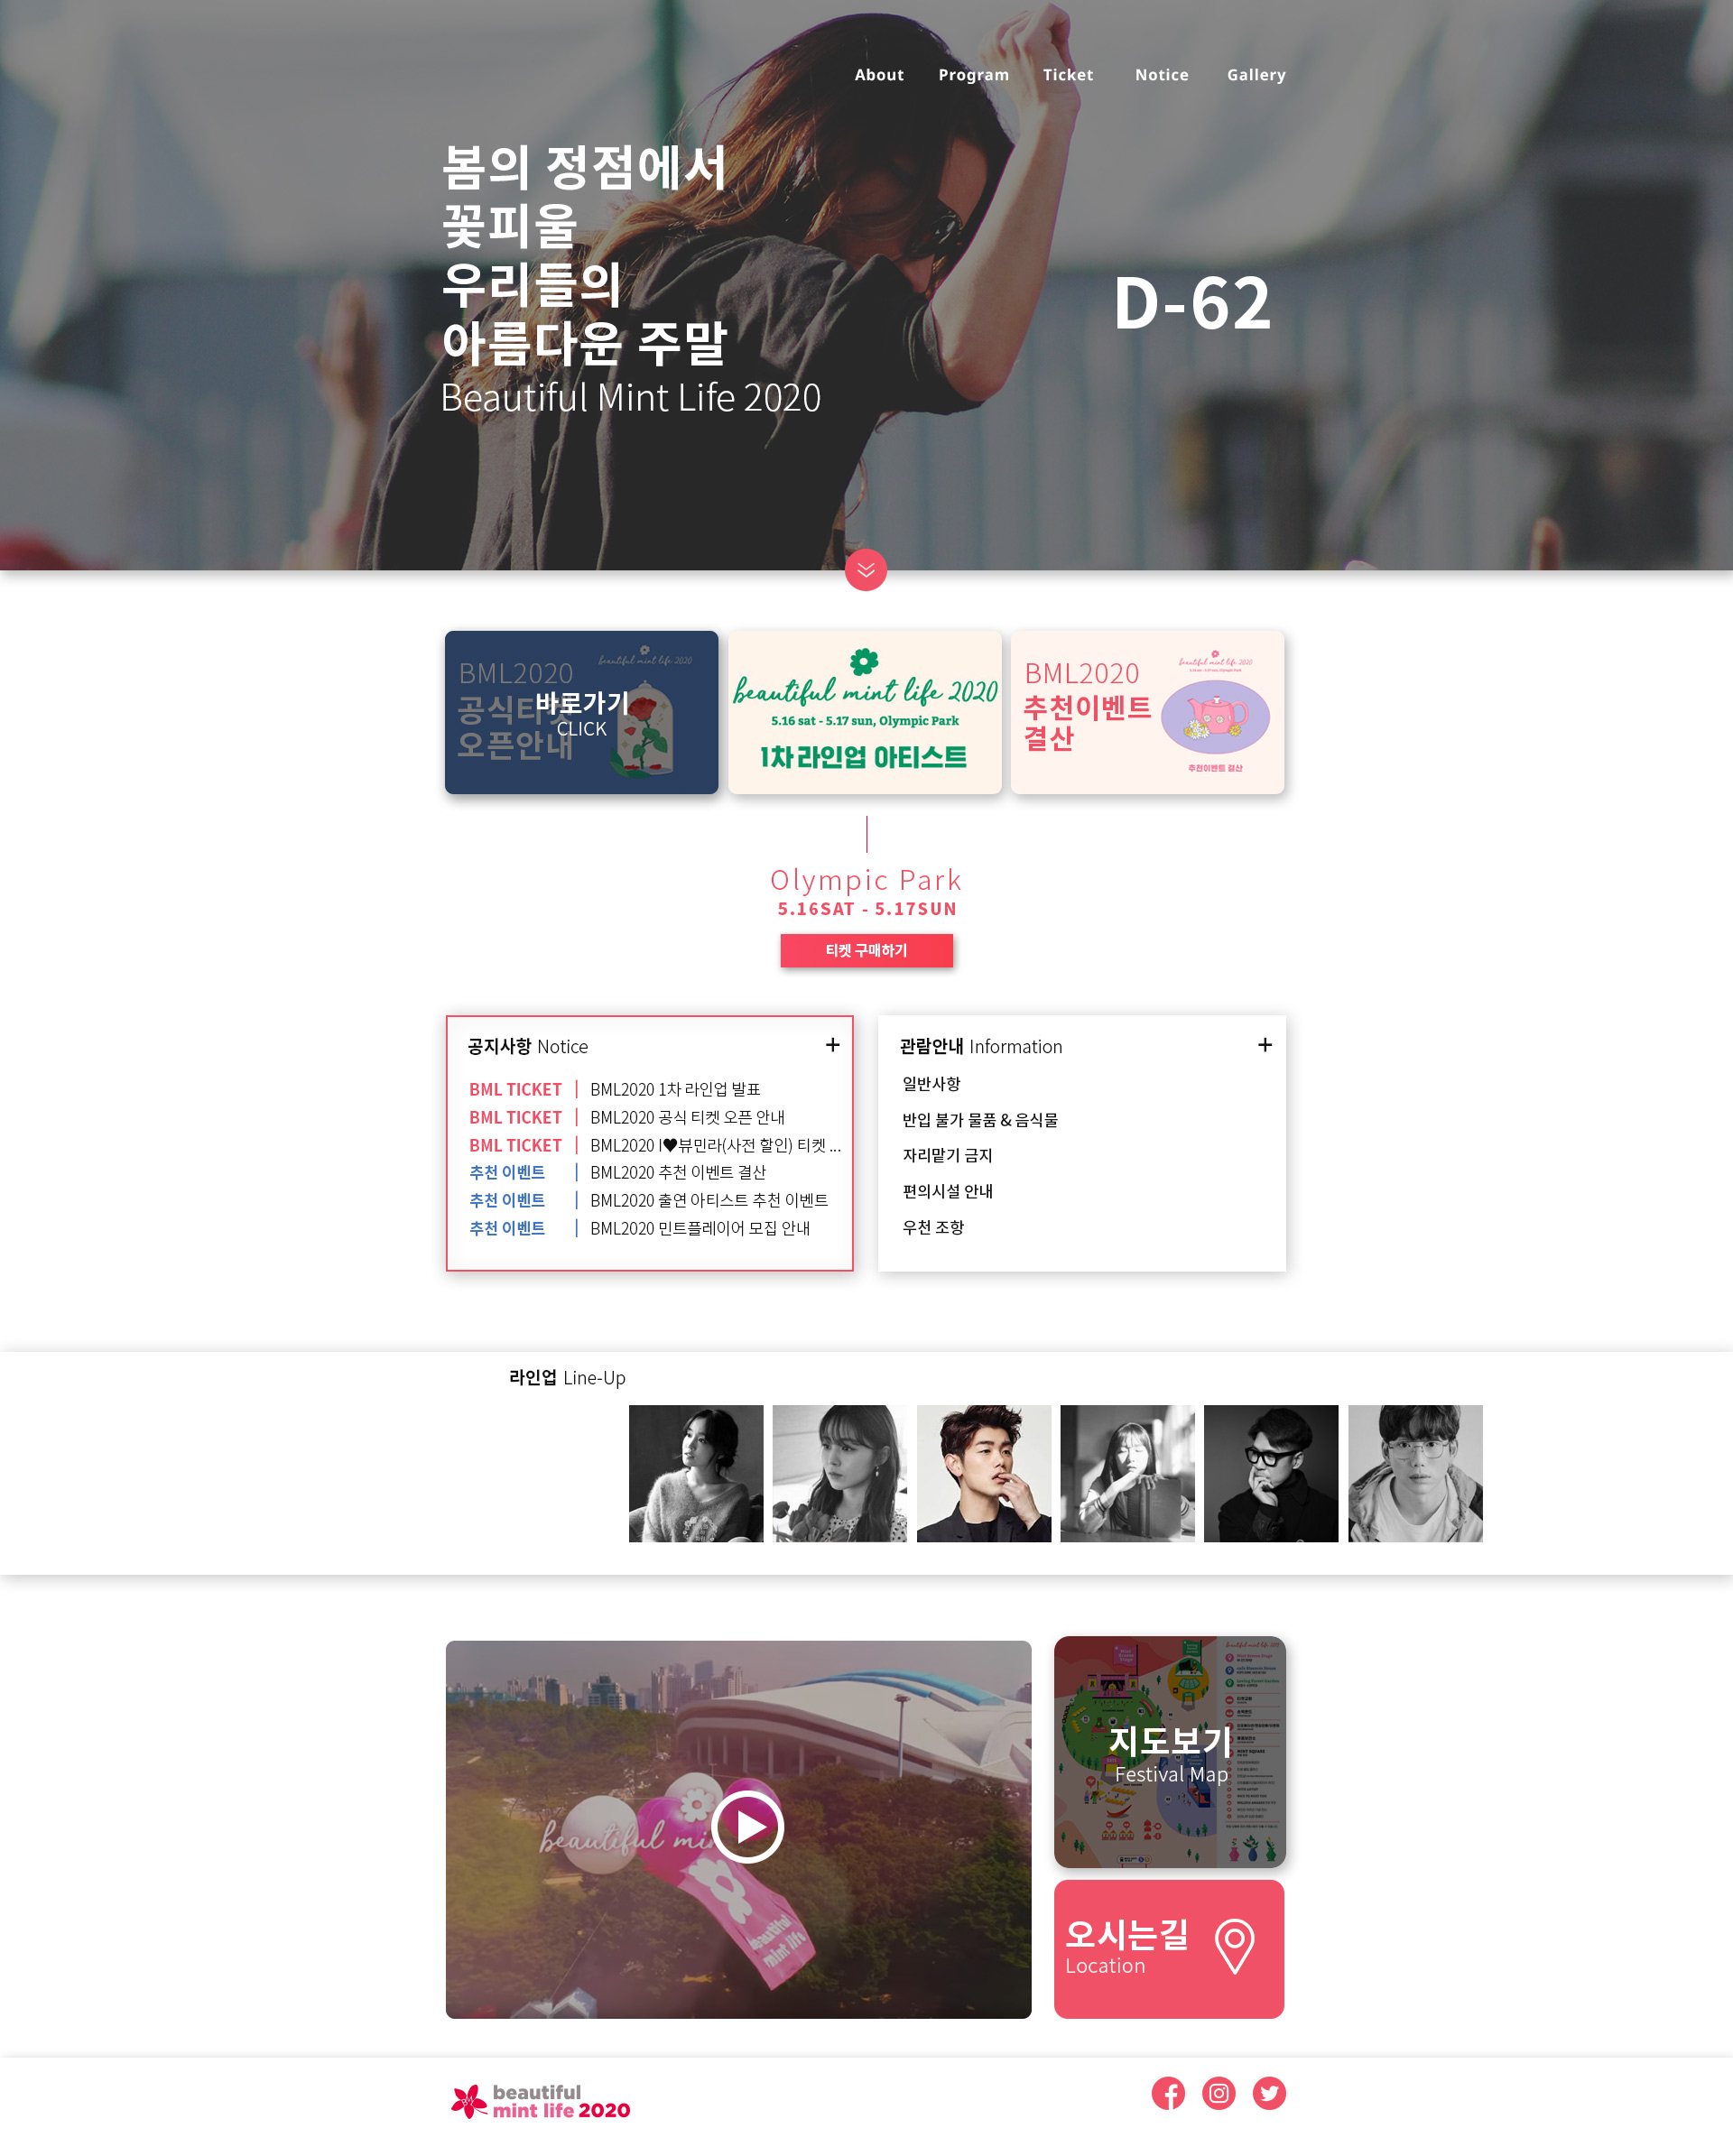 About Program Ticket Notice Gallery
봄의 정점에서
꽃피울
우리들의
아름다운 주말
Beautiful Mint Life 2020
D-62
BML2020
공식티켓
오픈안내
beautiful mint life 2020
바로가기
CLICK
beautiful mint life 2020
5.16 sat - 5.17 sun, Olympic Park
1차 라인업 아티스트
BML2020
추천이벤트
결산
beautiful mint life 2020
추천이벤트 결산
Olympic Park
5.16SAT - 5.17SUN
티켓 구매하기
공지사항 Notice +
BML TICKET | BML2020 1차 라인업 발표
BML TICKET | BML2020 공식 티켓 오픈 안내
BML TICKET | BML2020 I♥뷰민라(사전 할인) 티켓 ...
추천 이벤트 | BML2020 추천 이벤트 결산
추천 이벤트 | BML2020 출연 아티스트 추천 이벤트
추천 이벤트 | BML2020 민트플레이어 모집 안내
관람안내 Information +
일반사항
반입 불가 물품 & 음식물
자리맡기 금지
편의시설 안내
우천 조항
라인업 Line-Up
beautiful
beautiful
mint life
지도보기
Festival Map
오시는길
Location
beautiful
mint life 2020